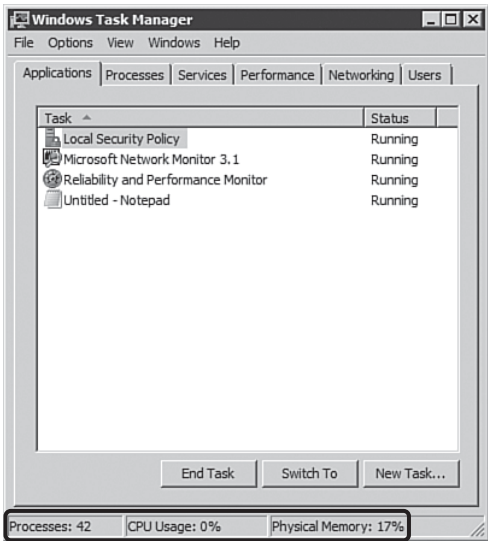 Windows Task Manager
File Options View Windows Help
Applications Processes Services Performance Networking Users
Task Status
Local Security Policy Running
Microsoft Network Monitor 3.1 Running
Reliability and Performance Monitor Running
Untitled - Notepad Running
End Task Switch To New Task...
Processes: 42 CPU Usage: 0% Physical Memory: 17%